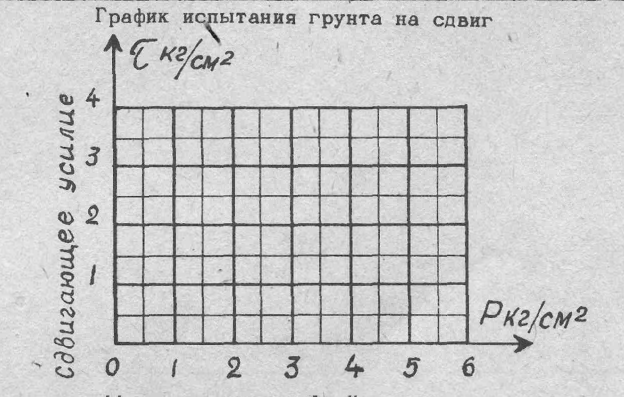 График испытания грунта на сдвиг
τ кг/см²
сдвигающее усилие
4
3
2
1
0 1 2 3 4 5 6
P кг/см²